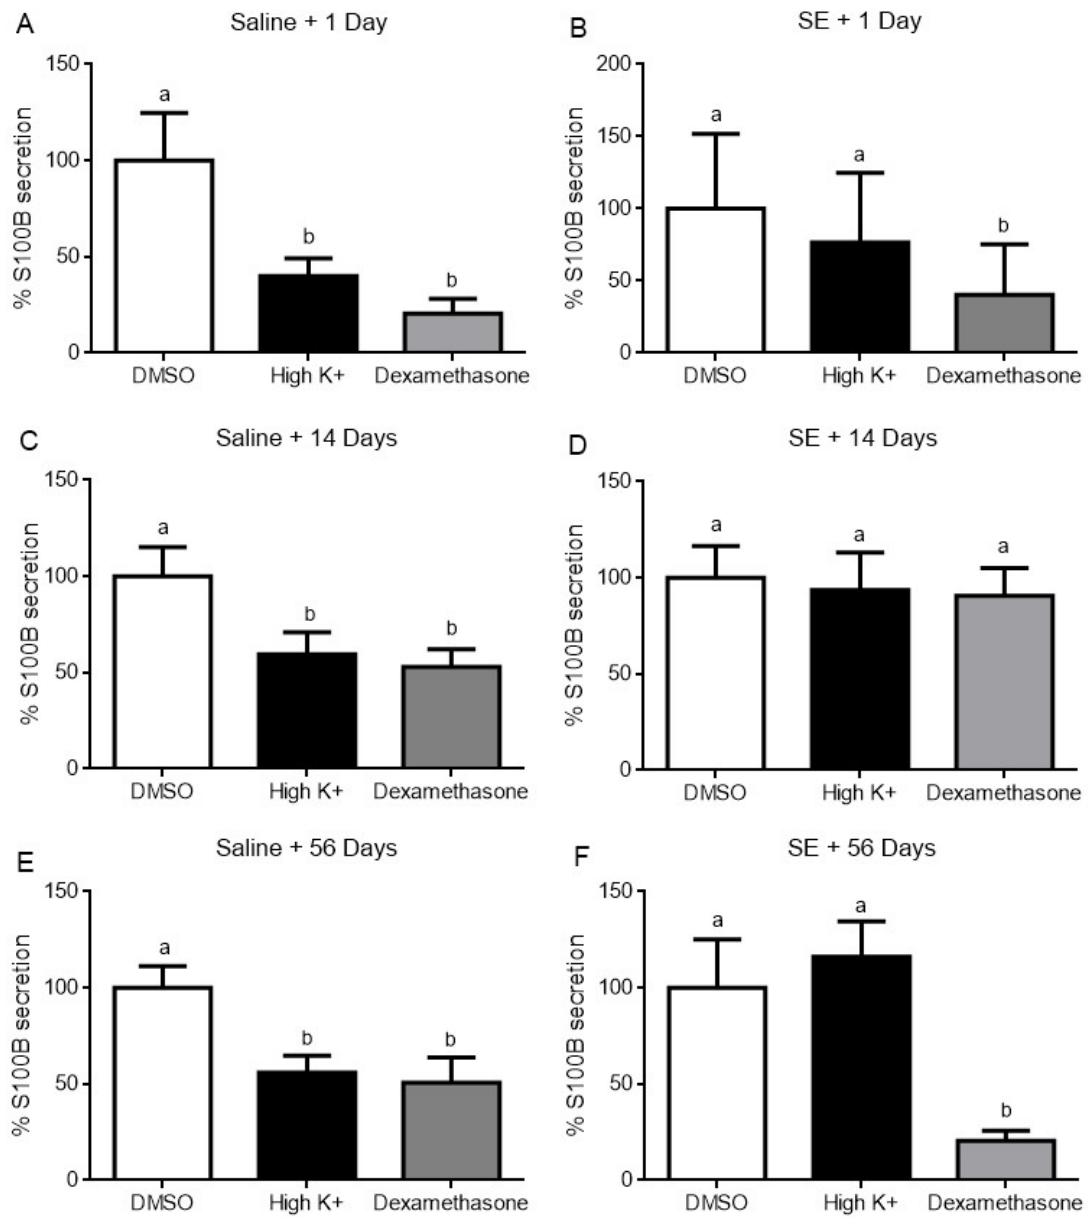 A
Saline + 1 Day
% S100B secretion
150
100
50
0
a
b
b
DMSO
High K+
Dexamethasone
B
SE + 1 Day
% S100B secretion
200
150
100
50
0
a
a
b
DMSO
High K+
Dexamethasone
C
Saline + 14 Days
% S100B secretion
150
100
50
0
a
b
b
DMSO
High K+
Dexamethasone
D
SE + 14 Days
% S100B secretion
150
100
50
0
a
a
a
DMSO
High K+
Dexamethasone
E
Saline + 56 Days
% S100B secretion
150
100
50
0
a
b
b
DMSO
High K+
Dexamethasone
F
SE + 56 Days
% S100B secretion
150
100
50
0
a
a
b
DMSO
High K+
Dexamethasone